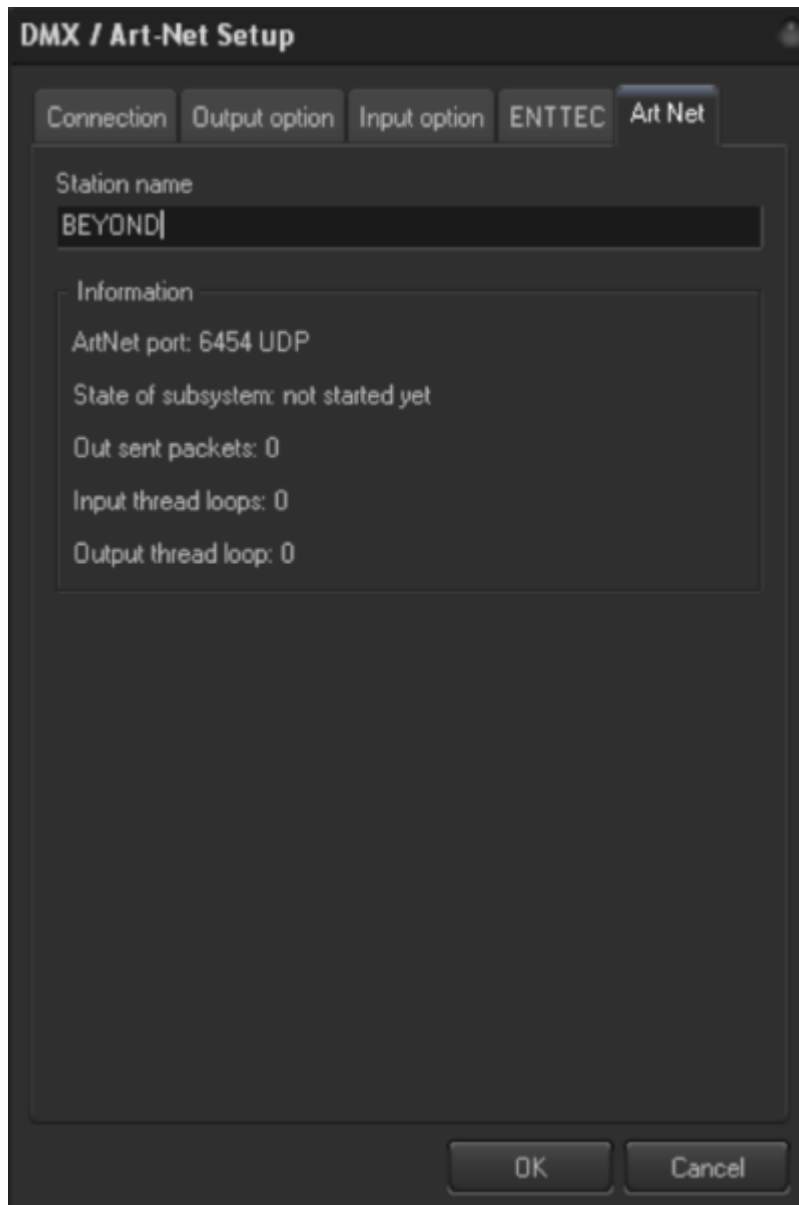 DMX / Art-Net Setup
Connection Output option Input option ENTTEC Art Net
Station name
BEYOND
Information
ArtNet port: 6454 UDP
State of subsystem: not started yet
Out sent packets: 0
Input thread loops: 0
Output thread loop: 0
OK Cancel